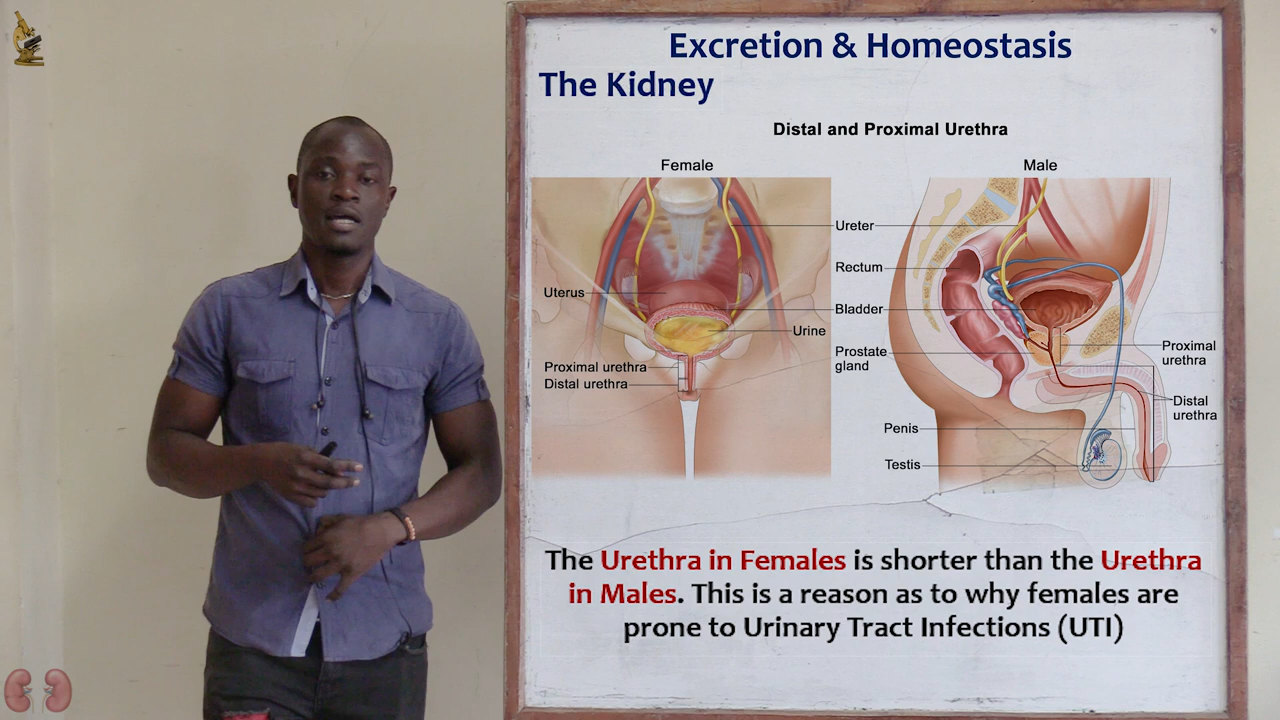 Excretion & Homeostasis
The Kidney
Distal and Proximal Urethra
Female
Male
Ureter
Rectum
Uterus
Bladder
Urine
Prostate
gland
Proximal
urethra
Proximal urethra
Distal urethra
Distal
urethra
Penis
Testis
The Urethra in Females is shorter than the Urethra
in Males. This is a reason as to why females are
prone to Urinary Tract Infections (UTI)